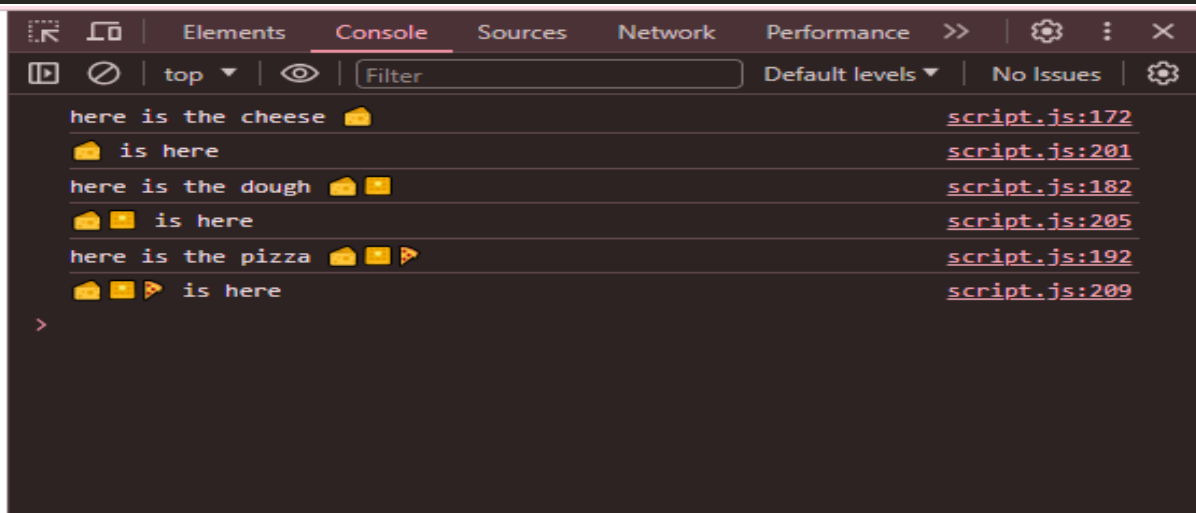 Elements Console Sources Network Performance >>
top ▼ Filter Default levels ▼ No Issues
here is the cheese 🧀 script.js:172
🧀 is here script.js:201
here is the dough 🧀🟨 script.js:182
🧀🟨 is here script.js:205
here is the pizza 🧀🟨🍕 script.js:192
🧀🟨🍕 is here script.js:209
>